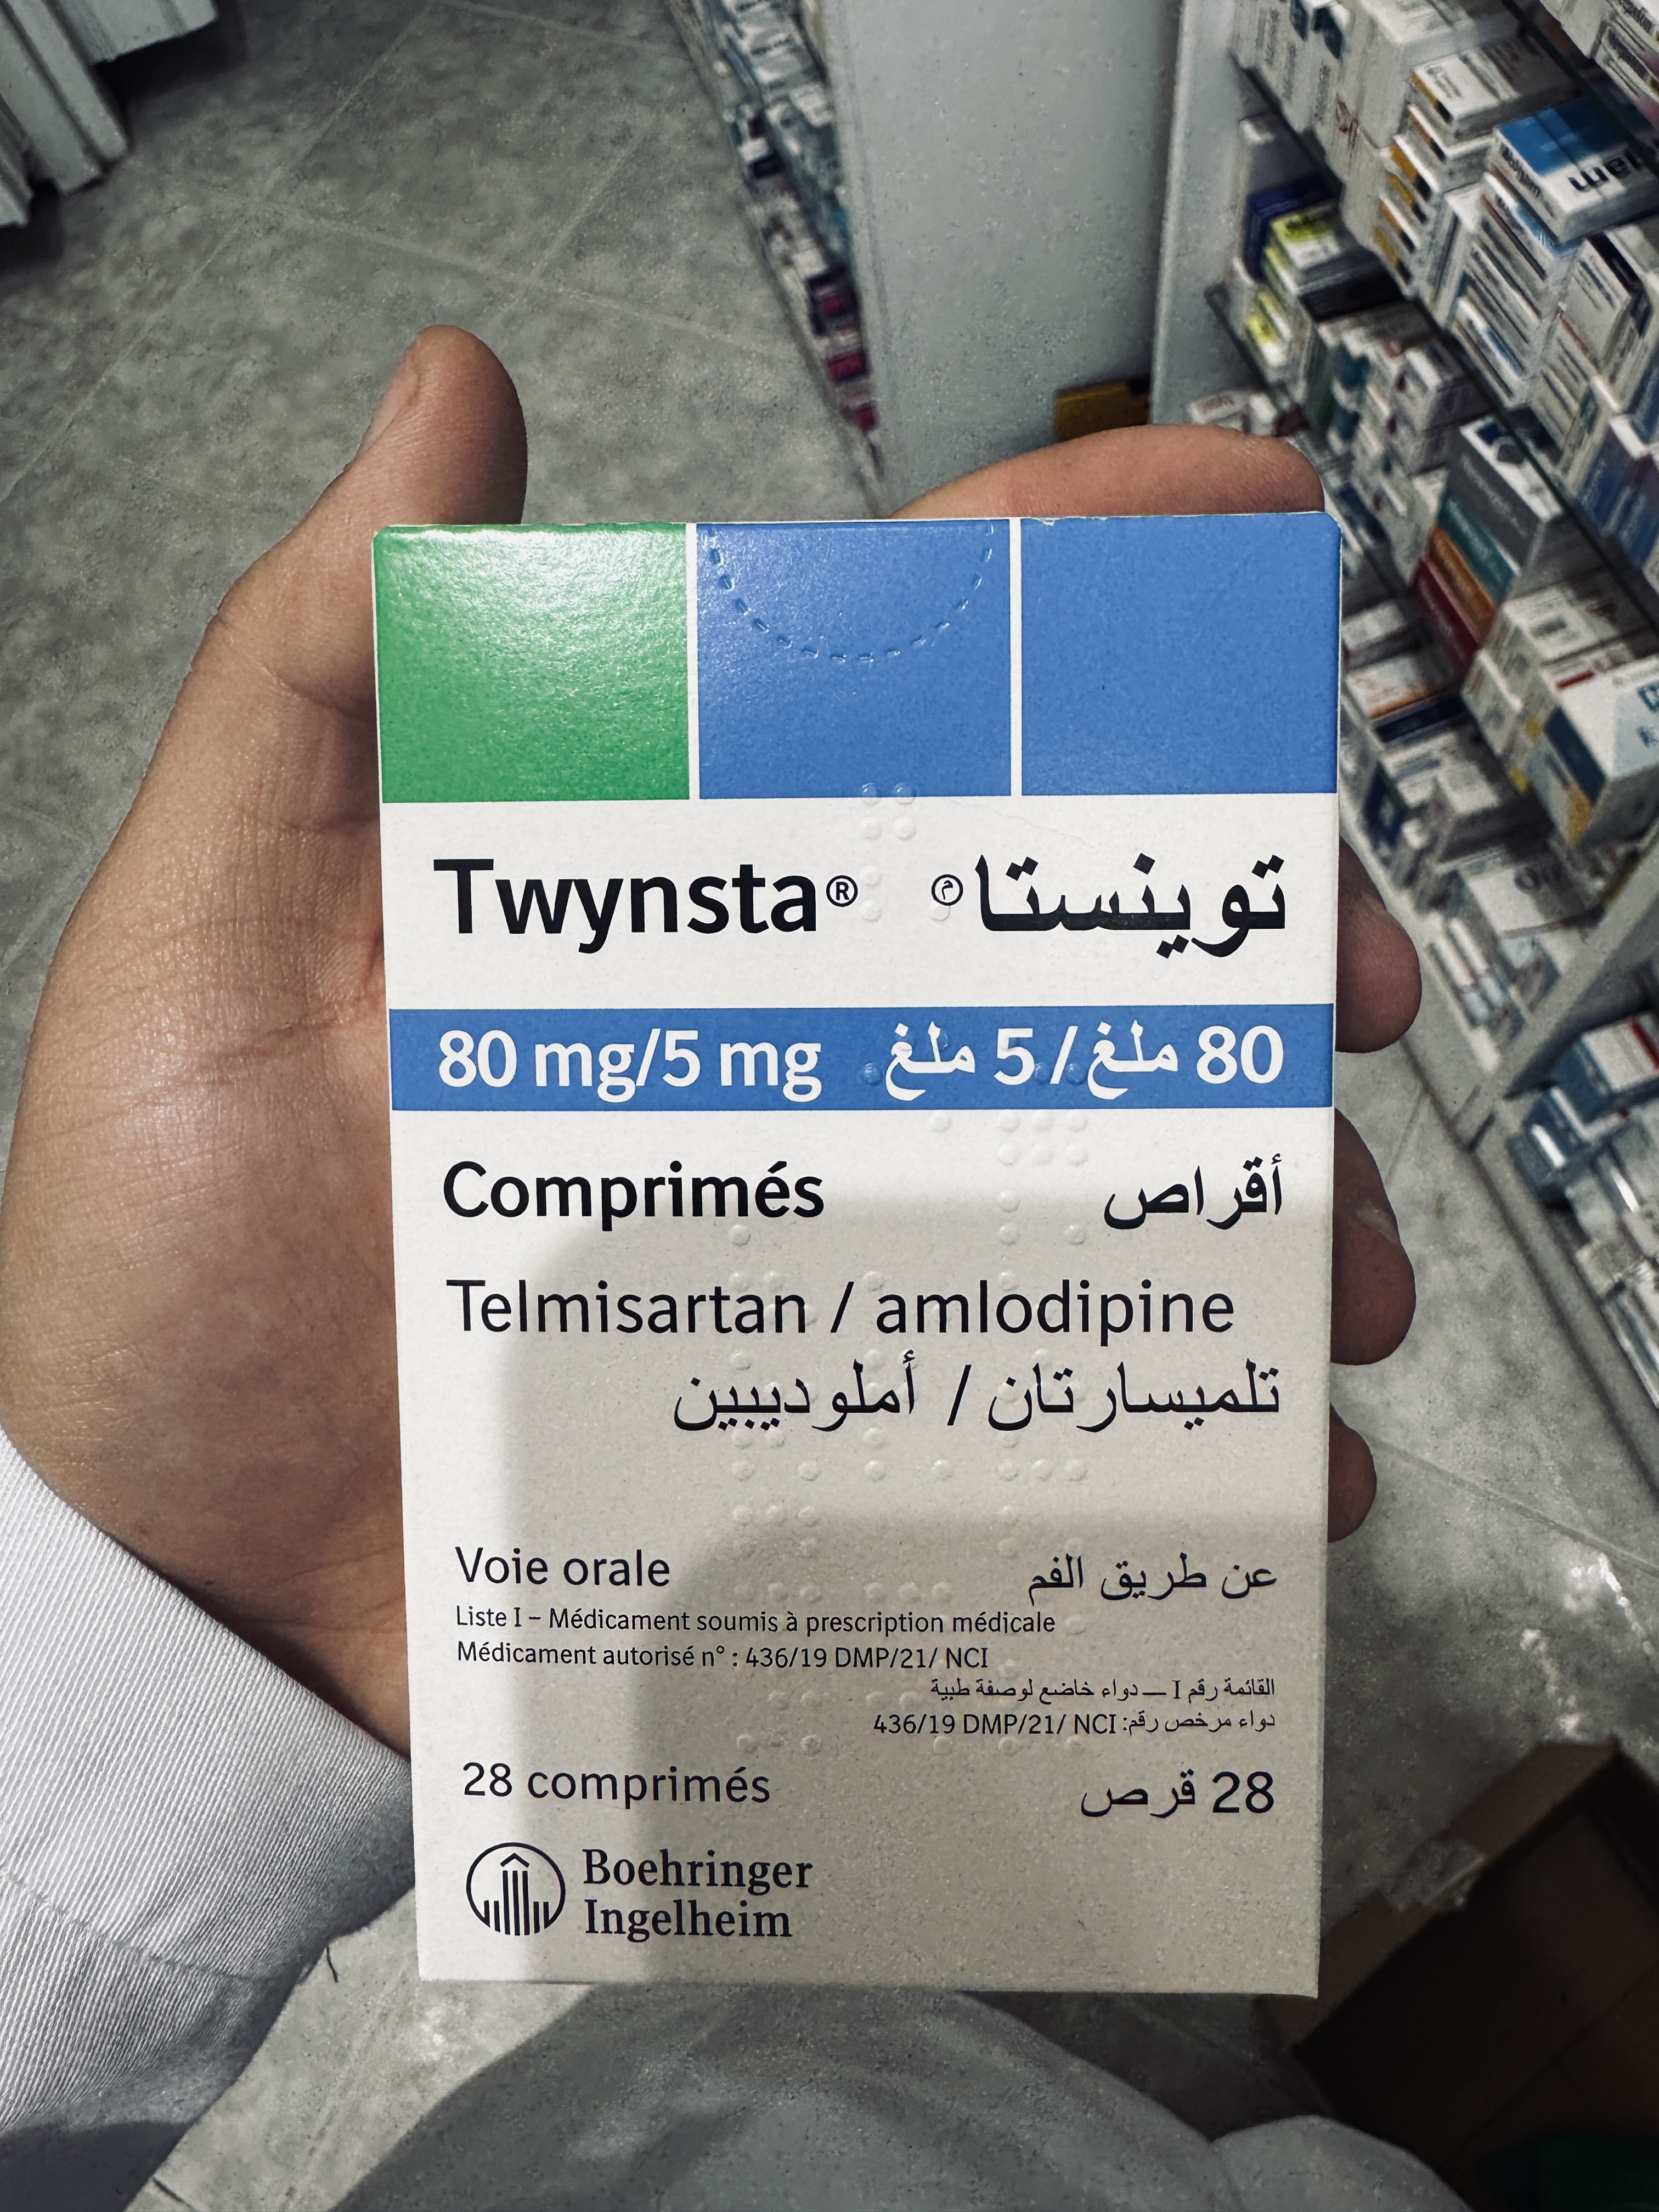 Twynsta® توينستا
80 mg/5 mg 80 ملغ/5 ملغ
Comprimés أقراص
Telmisartan / amlodipine
تلميسارتان / أملوديبين
Voie orale عن طريق الفم
Liste I – Médicament soumis à prescription médicale
Médicament autorisé n° : 436/19 DMP/21/ NCI
القائمة رقم I — دواء خاضع لوصفة طبية
دواء مرخص رقم: 436/19 DMP/21/ NCI
28 comprimés 28 قرص
Boehringer
Ingelheim